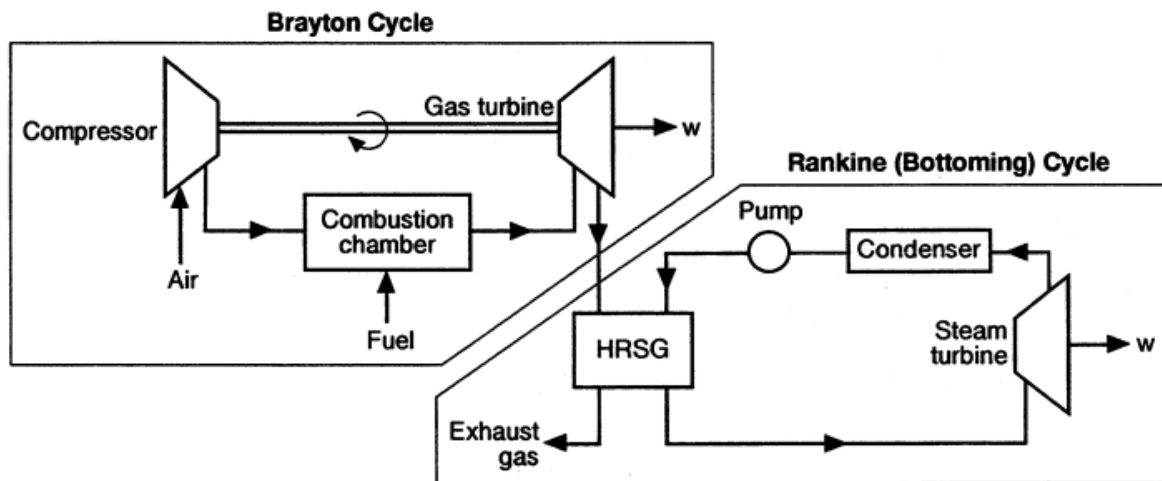 Brayton Cycle
Compressor
Gas turbine
w
Combustion
chamber
Air
Fuel
Rankine (Bottoming) Cycle
Pump
Condenser
HRSG
Steam
turbine
w
Exhaust
gas